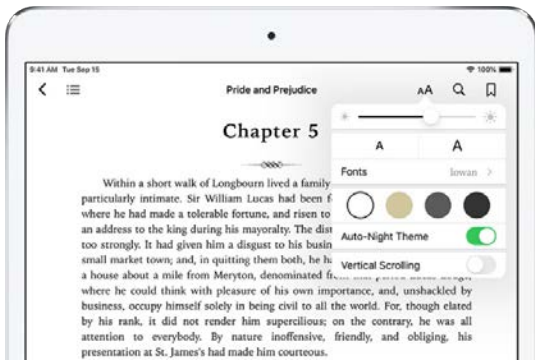 9:41 AM Tue Sep 15
100%
Pride and Prejudice
AA
Chapter 5
A A
Fonts Iowan
Auto-Night Theme
Vertical Scrolling
Within a short walk of Longbourn lived a family
particularly intimate. Sir William Lucas had been
where he had made a tolerable fortune, and risen to
an address to the king during his mayoralty. The
too strongly. It had given him a disgust to his
small market town; and, in quitting them both, he
a house about a mile from Meryton, denominated
where he could think with pleasure of his own importance, and, unshackled by
business, occupy himself solely in being civil to all the world. For, though elated
by his rank, it did not render him supercilious; on the contrary, he was all
attention to everybody. By nature inoffensive, friendly, and obliging, his
presentation at St. James's had made him courteous.